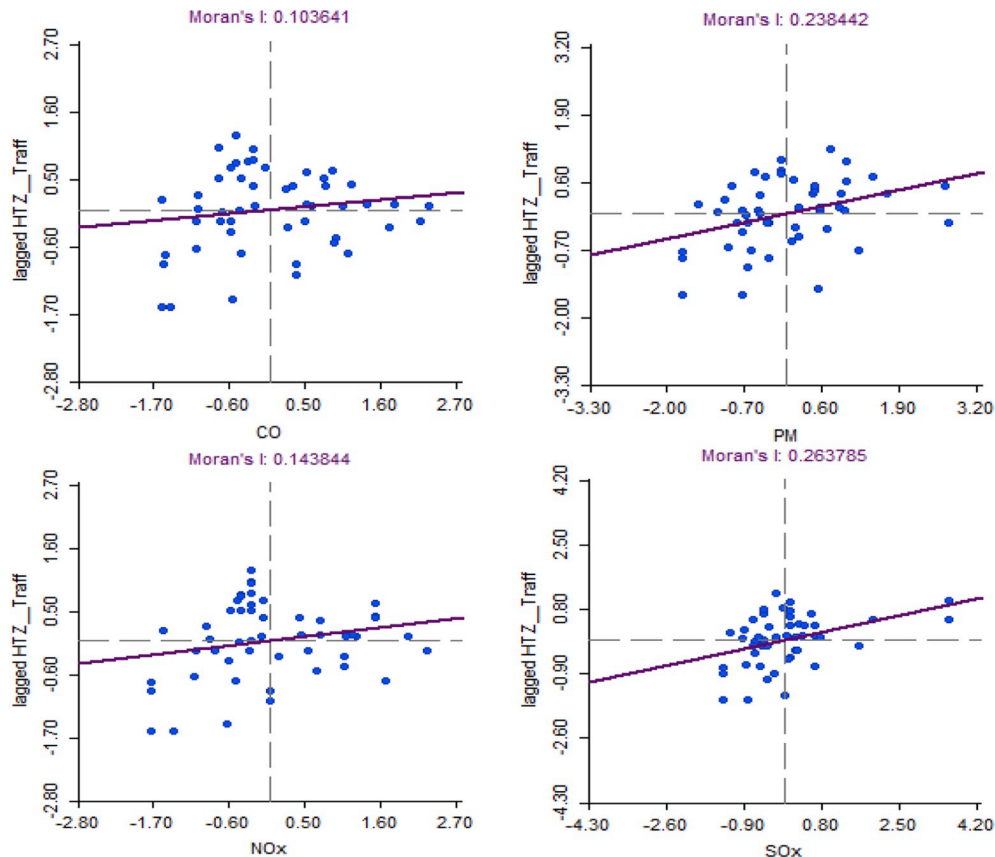 Moran's I: 0.103641
lagged HTZ__Traff
2.70
1.60
0.50
-0.60
-1.70
-2.80
-2.80 -1.70 -0.60 0.50 1.60 2.70
CO
Moran's I: 0.238442
lagged HTZ__Traff
3.20
1.90
0.60
-0.70
-2.00
-3.30
-3.30 -2.00 -0.70 0.60 1.90 3.20
PM
Moran's I: 0.143844
lagged HTZ__Traff
2.70
1.60
0.50
-0.60
-1.70
-2.80
-2.80 -1.70 -0.60 0.50 1.60 2.70
NOx
Moran's I: 0.263785
lagged HTZ__Traff
4.20
2.50
0.80
-0.90
-2.60
-4.30
-4.30 -2.60 -0.90 0.80 2.50 4.20
SOx